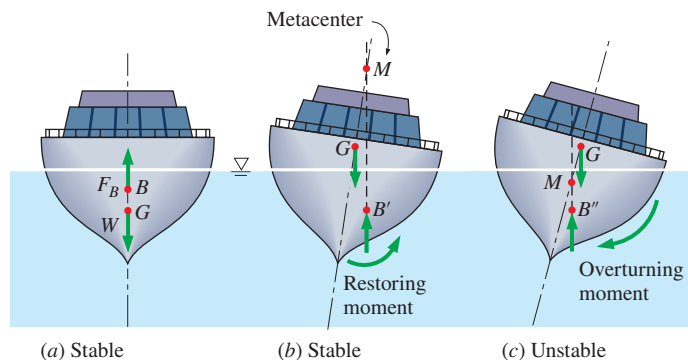 Metacenter
M
G
F_B
B
G
W
B′
Restoring
moment
G
M
B″
Overturning
moment
(a) Stable
(b) Stable
(c) Unstable